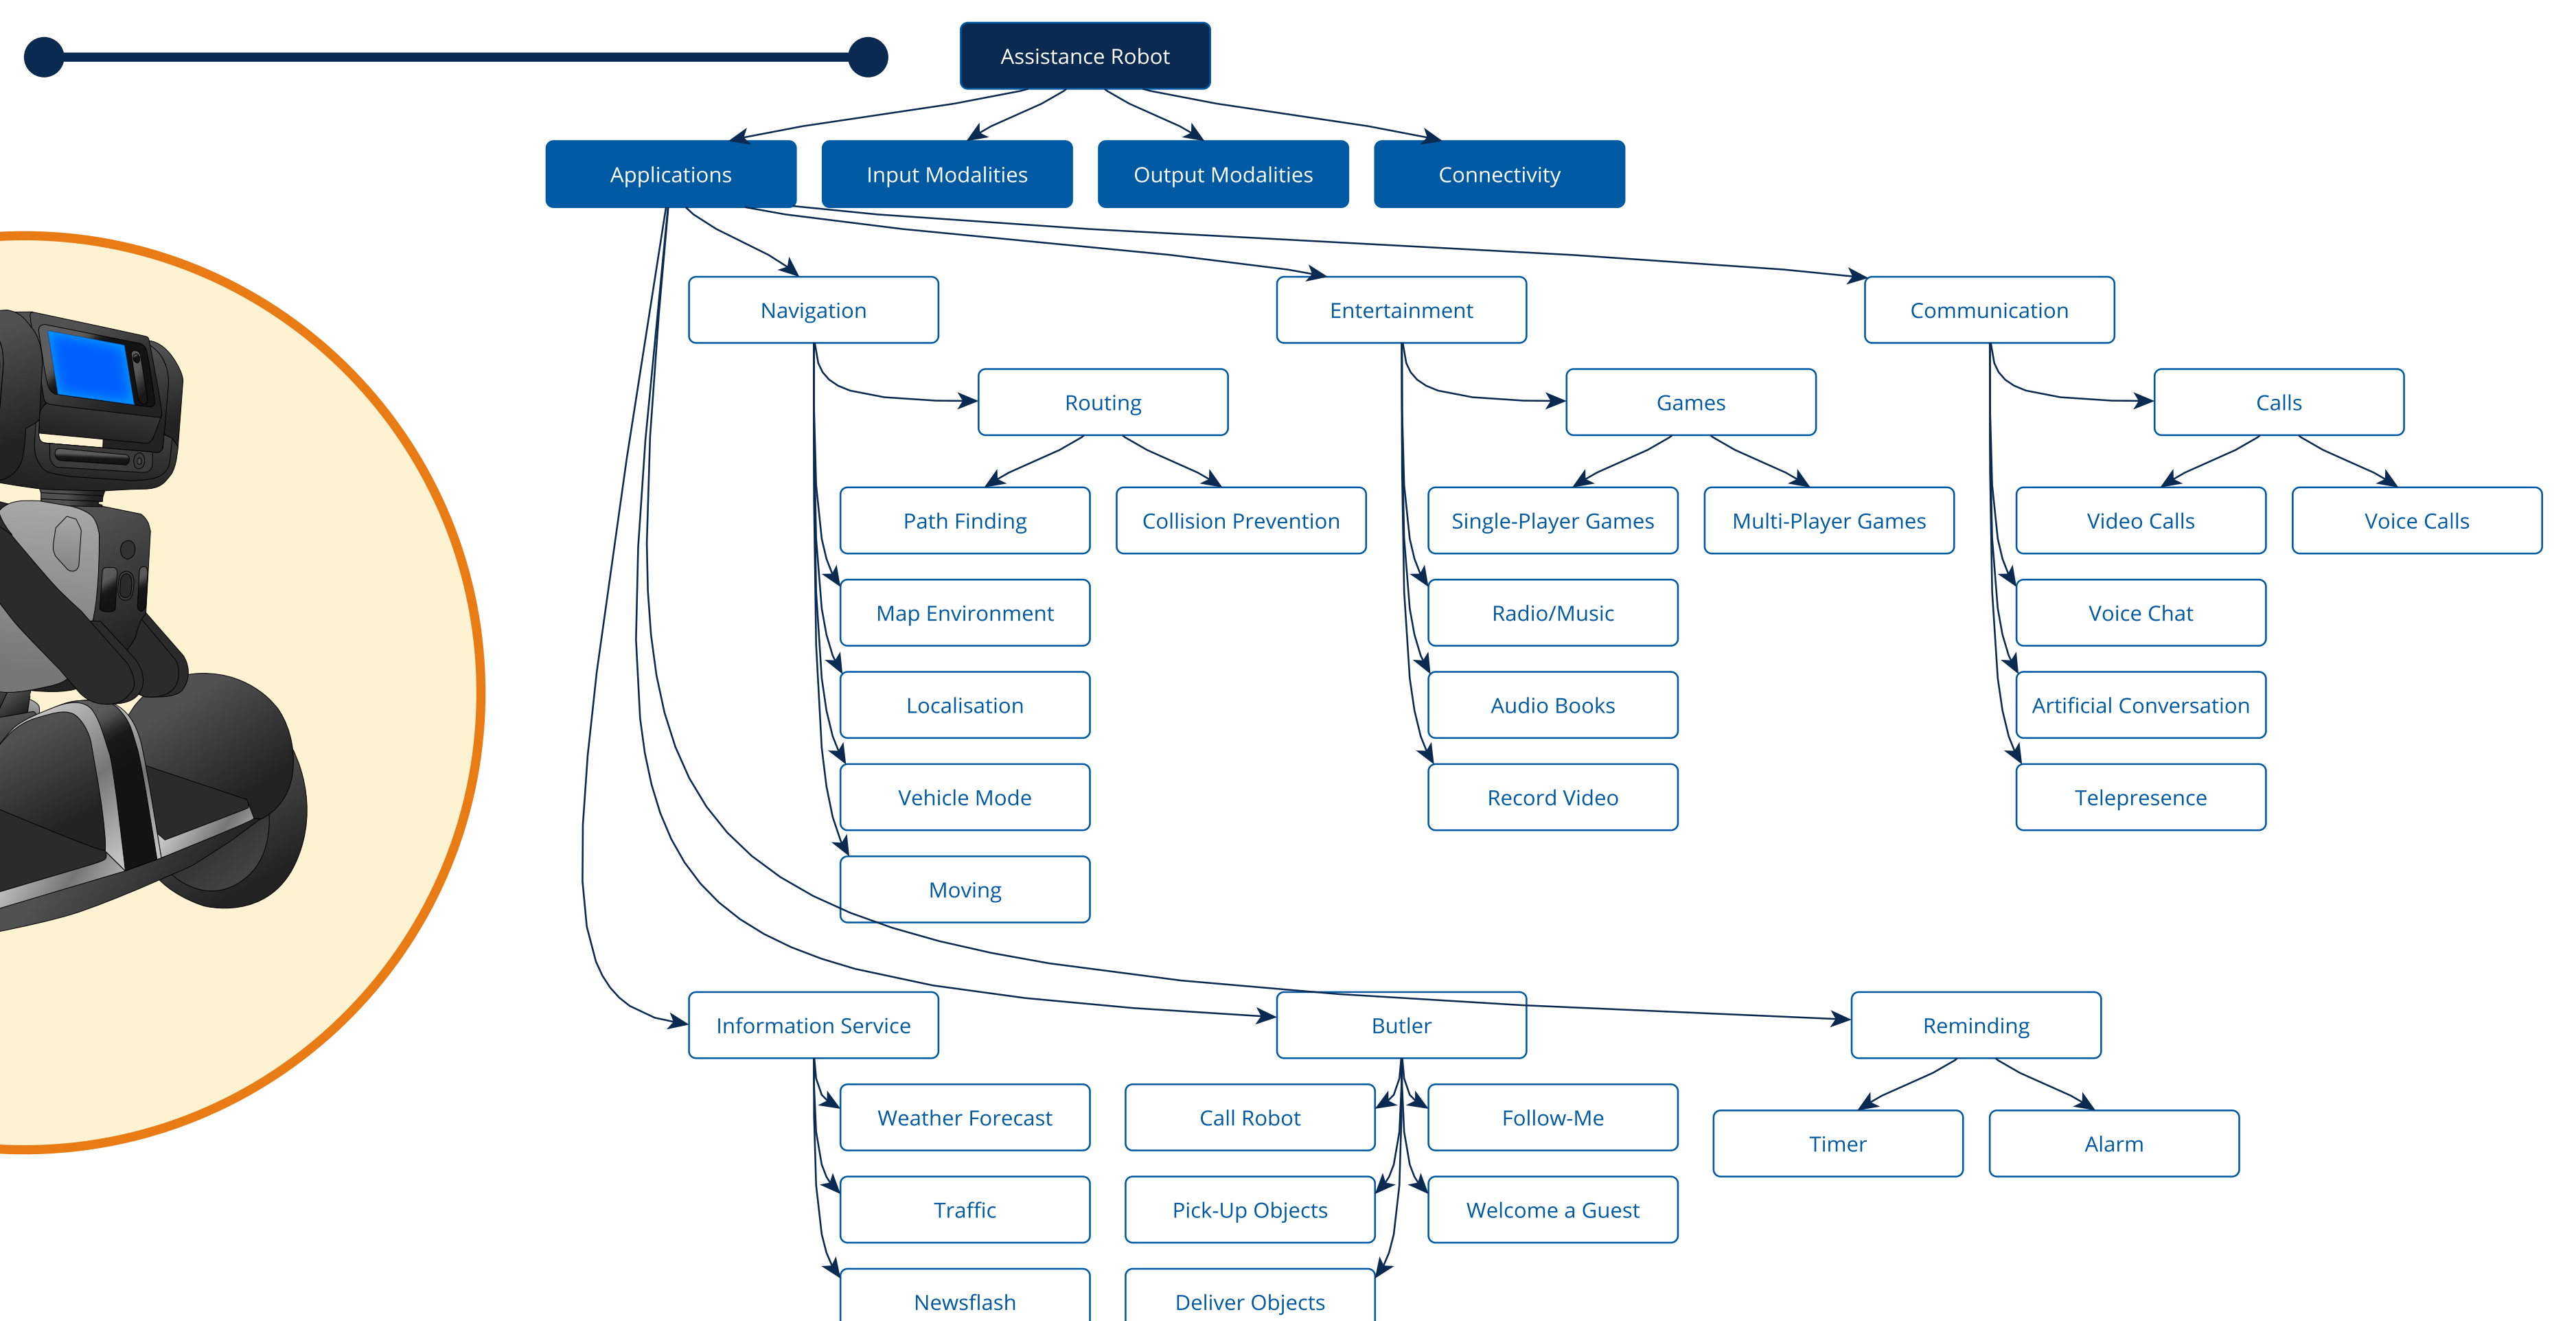 Assistance Robot
Applications
Input Modalities
Output Modalities
Connectivity
Navigation
Entertainment
Communication
Routing
Games
Calls
Path Finding
Collision Prevention
Single-Player Games
Multi-Player Games
Video Calls
Voice Calls
Map Environment
Radio/Music
Voice Chat
Localisation
Audio Books
Artificial Conversation
Vehicle Mode
Record Video
Telepresence
Moving
Information Service
Butler
Reminding
Weather Forecast
Call Robot
Follow-Me
Timer
Alarm
Traffic
Pick-Up Objects
Welcome a Guest
Newsflash
Deliver Objects